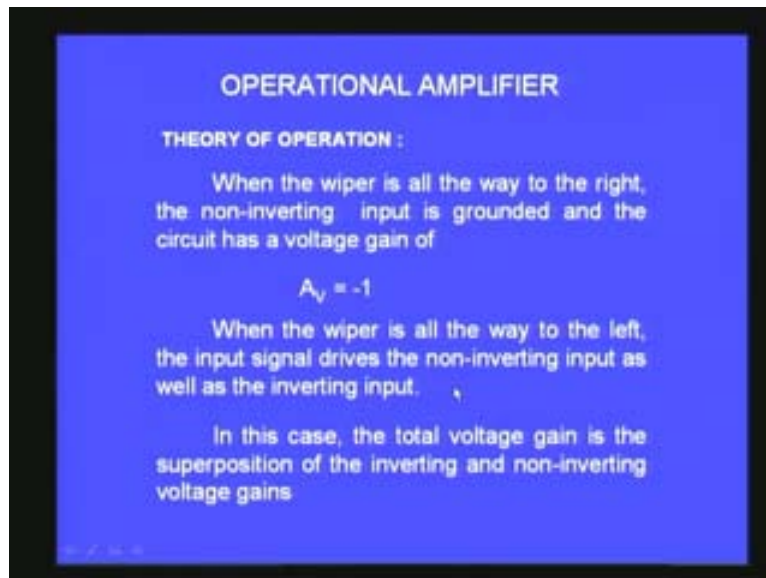 OPERATIONAL AMPLIFIER
THEORY OF OPERATION :
When the wiper is all the way to the right,
the non-inverting input is grounded and the
circuit has a voltage gain of
Av = -1
When the wiper is all the way to the left,
the input signal drives the non-inverting input as
well as the inverting input.
In this case, the total voltage gain is the
superposition of the inverting and non-inverting
voltage gains